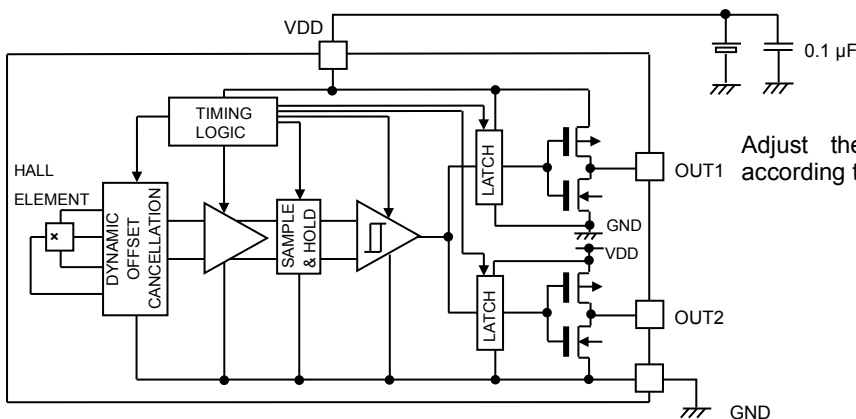 VDD
0.1 µF
TIMING
LOGIC
HALL
ELEMENT
DYNAMIC
OFFSET
CANCELLATION
SAMPLE
& HOLD
LATCH
OUT1
Adjust the
according t
GND
VDD
LATCH
OUT2
GND